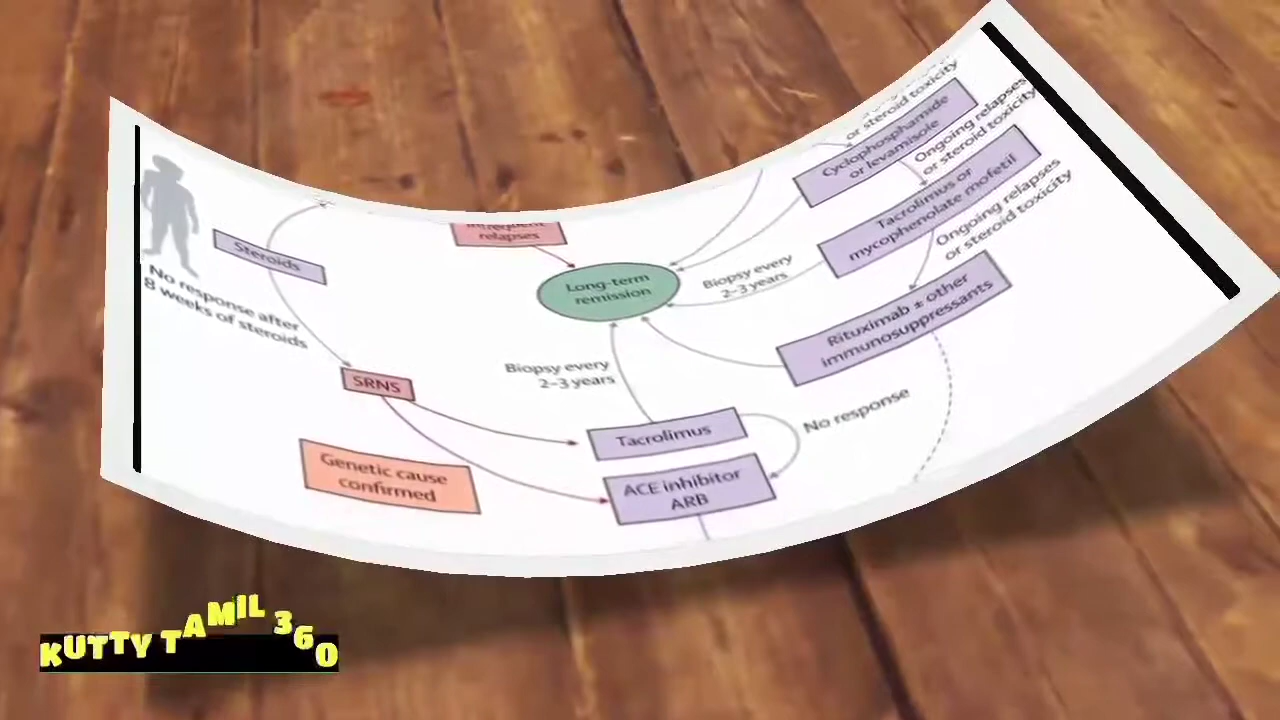 or steroid toxicity
Cyclophosphamide
or levamisole
Ongoing relapses
or steroid toxicity
Tacrolimus or
mycophenolate mofetil
Ongoing relapses
or steroid toxicity
Rituximab ± other
immunosuppressants
Infrequent
relapses
Steroids
Long-term
remission
Biopsy every
2–3 years
No response after
8 weeks of steroids
SRNS
Biopsy every
2–3 years
Tacrolimus
No response
Genetic cause
confirmed
ACE inhibitor
ARB
KUTTY TAMIL 360